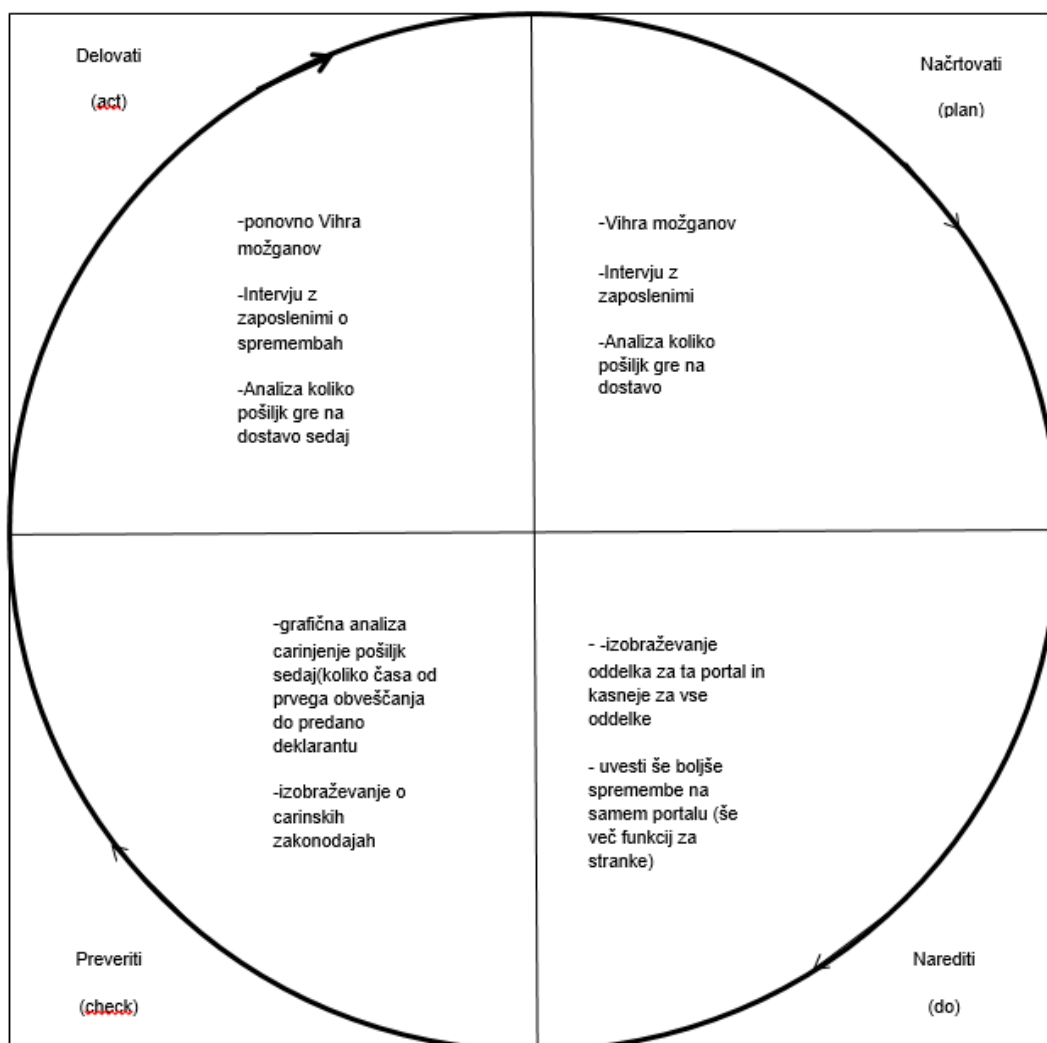 Delovati
(act)
Načrtovati
(plan)
-ponovno Vihra
možganov
-Intervju z
zaposlenimi o
spremembah
-Analiza koliko
pošiljk gre na
dostavo sedaj
-Vihra možganov
-Intervju z
zaposlenimi
-Analiza koliko
pošiljk gre na
dostavo
-grafična analiza
carinjenje pošiljk
sedaj(koliko časa od
prvega obveščanja
do predano
deklarantu
-izobraževanje o
carinskih
zakonodajah
- -izobraževanje
oddelka za ta portal in
kasneje za vse
oddelke
- uvesti še boljše
spremembe na
samem portalu (še
več funkcij za
stranke)
Preveriti
(check)
Narediti
(do)